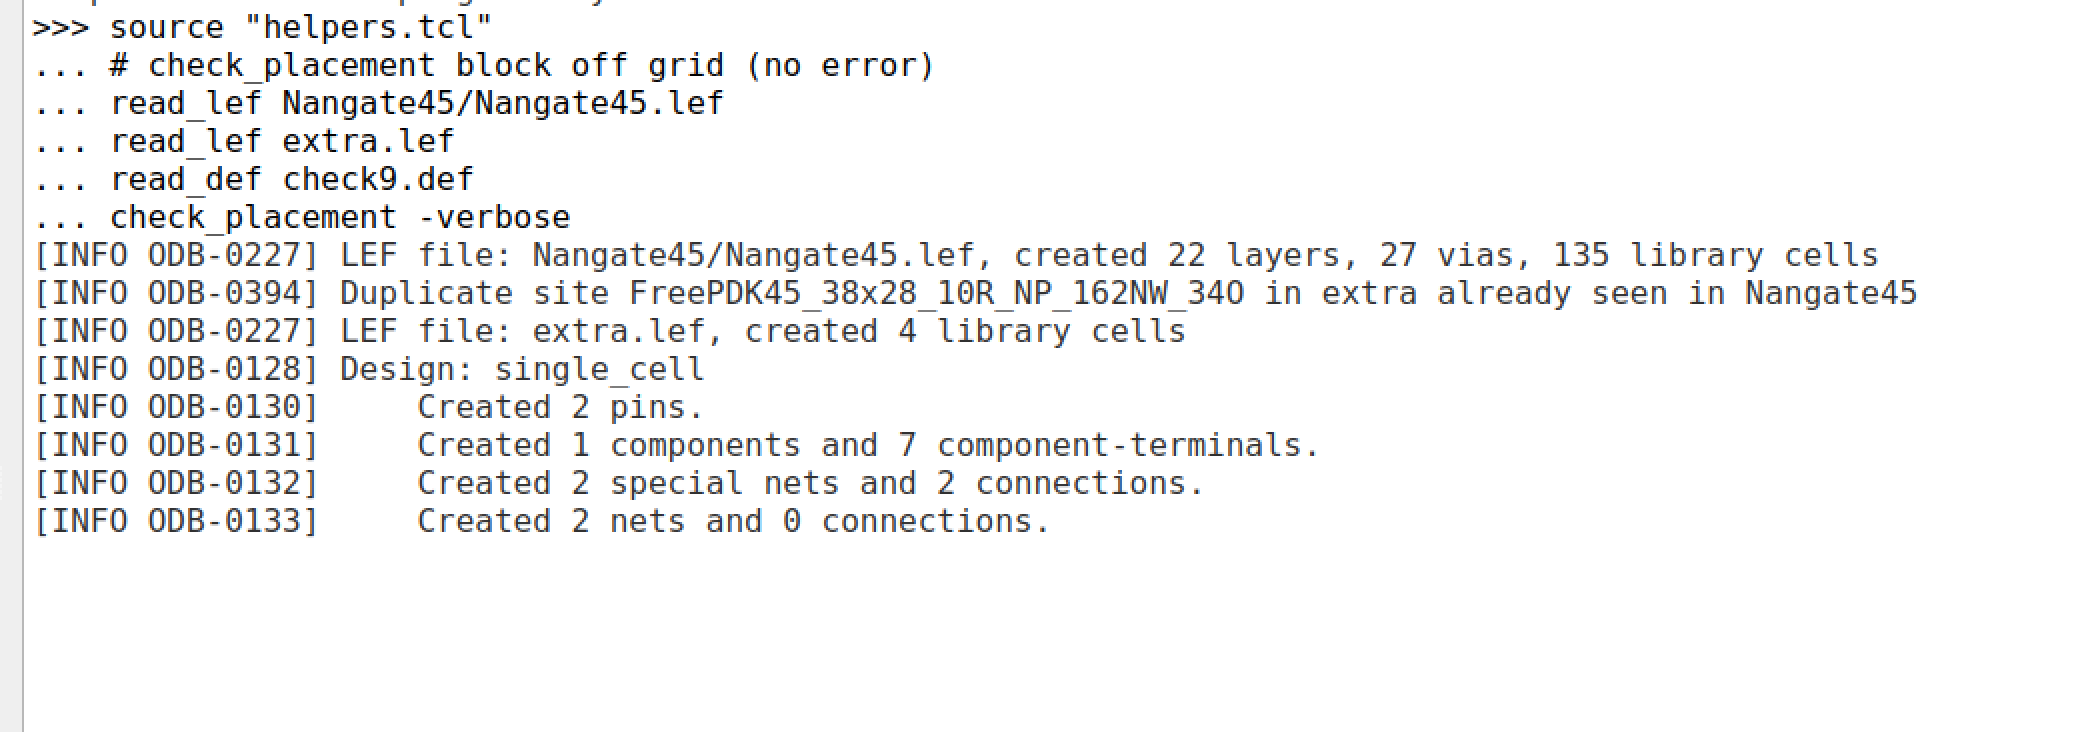 >>> source "helpers.tcl"
... # check_placement block off grid (no error)
... read_lef Nangate45/Nangate45.lef
... read_lef extra.lef
... read_def check9.def
... check_placement -verbose
[INFO ODB-0227] LEF file: Nangate45/Nangate45.lef, created 22 layers, 27 vias, 135 library cells
[INFO ODB-0394] Duplicate site FreePDK45_38x28_10R_NP_162NW_34O in extra already seen in Nangate45
[INFO ODB-0227] LEF file: extra.lef, created 4 library cells
[INFO ODB-0128] Design: single_cell
[INFO ODB-0130]     Created 2 pins.
[INFO ODB-0131]     Created 1 components and 7 component-terminals.
[INFO ODB-0132]     Created 2 special nets and 2 connections.
[INFO ODB-0133]     Created 2 nets and 0 connections.